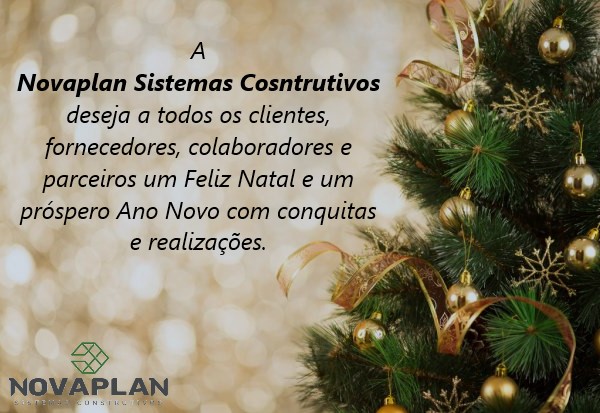 A
Novaplan Sistemas Cosntrutivos
deseja a todos os clientes,
fornecedores, colaboradores e
parceiros um Feliz Natal e um
próspero Ano Novo com conquitas
e realizações.
NOVAPLAN